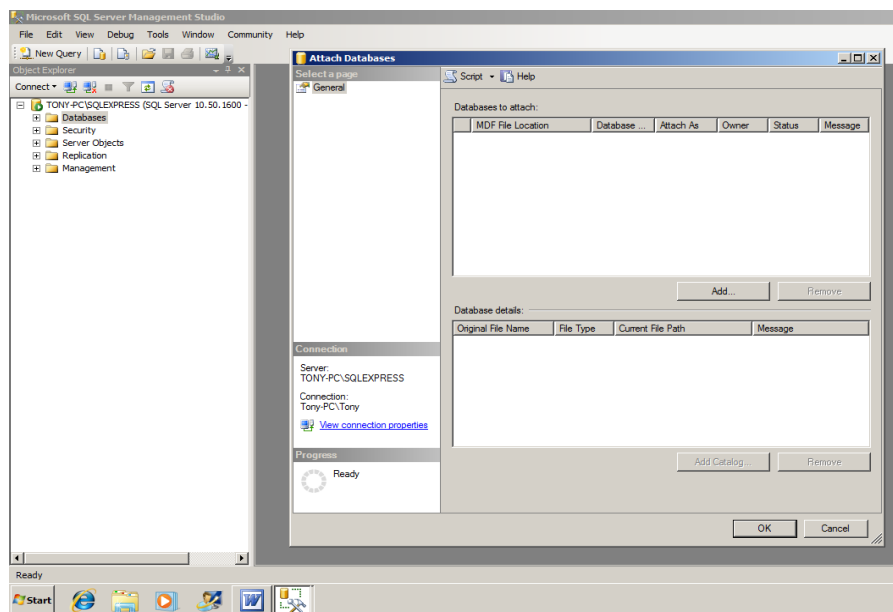 Microsoft SQL Server Management Studio
File Edit View Debug Tools Window Community Help
New Query
Object Explorer
Connect
TONY-PC\SQLEXPRESS (SQL Server 10.50.1600 -
Databases
Security
Server Objects
Replication
Management
Attach Databases
Select a page
General
Script Help
Databases to attach:
MDF File Location Database ... Attach As Owner Status Message
Add... Remove
Database details:
Original File Name File Type Current File Path Message
Add Catalog... Remove
Connection
Server:
TONY-PC\SQLEXPRESS
Connection:
Tony-PC\Tony
View connection properties
Progress
Ready
OK Cancel
Ready
Start